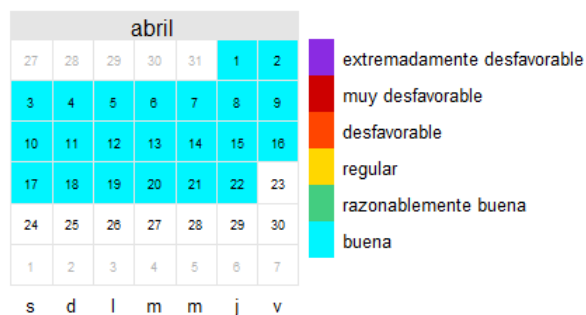 abril
27 28 29 30 31 1 2
3 4 5 6 7 8 9
10 11 12 13 14 15 16
17 18 19 20 21 22 23
24 25 26 27 28 29 30
1 2 3 4 5 6 7
s d l m m j v
extremadamente desfavorable
muy desfavorable
desfavorable
regular
razonablemente buena
buena